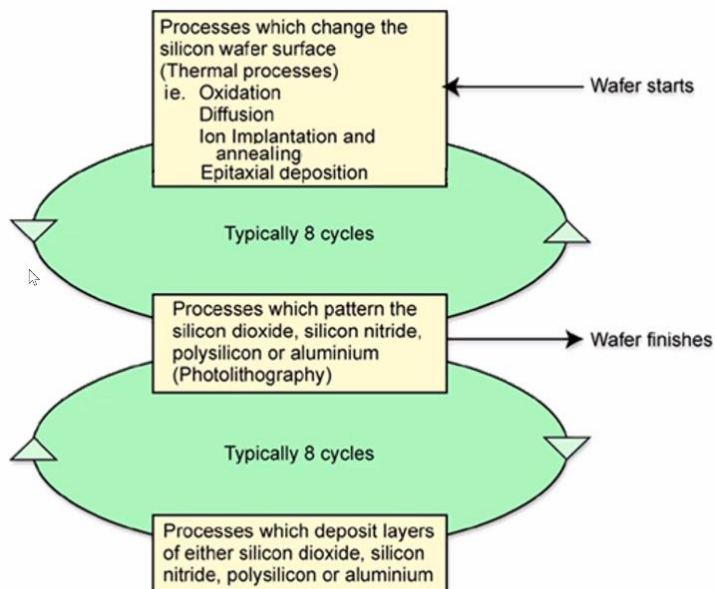 Processes which change the
silicon wafer surface
(Thermal processes)
ie. Oxidation
Diffusion
Ion Implantation and
annealing
Epitaxial deposition
Wafer starts
Typically 8 cycles
Processes which pattern the
silicon dioxide, silicon nitride,
polysilicon or aluminium
(Photolithography)
Wafer finishes
Typically 8 cycles
Processes which deposit layers
of either silicon dioxide, silicon
nitride, polysilicon or aluminium